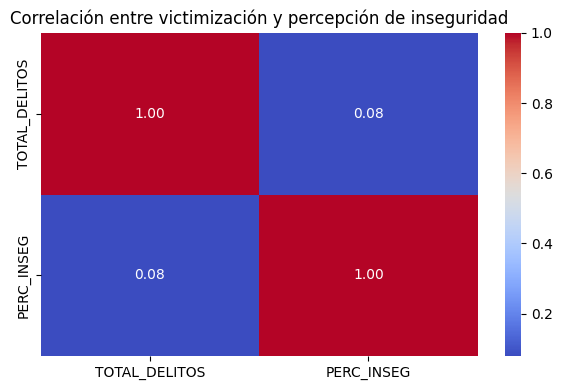 Correlación entre victimización y percepción de inseguridad
TOTAL_DELITOS
1.00
0.08
PERC_INSEG
0.08
1.00
TOTAL_DELITOS
PERC_INSEG
1.0
0.8
0.6
0.4
0.2